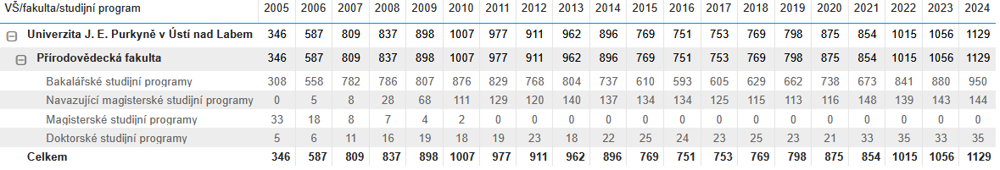 VŠ/fakulta/studijní program 2005 2006 2007 2008 2009 2010 2011 2012 2013 2014 2015 2016 2017 2018 2019 2020 2021 2022 2023 2024
Univerzita J. E. Purkyně v Ústí nad Labem 346 587 809 837 898 1007 977 911 962 896 769 751 753 769 798 875 854 1015 1056 1129
Přírodovědecká fakulta 346 587 809 837 898 1007 977 911 962 896 769 751 753 769 798 875 854 1015 1056 1129
Bakalářské studijní programy 308 558 782 786 807 876 829 768 804 737 610 593 605 629 662 738 673 841 880 950
Navazující magisterské studijní programy 0 5 8 28 68 111 129 120 140 137 134 134 125 115 113 116 148 139 143 144
Magisterské studijní programy 33 18 8 7 4 2 0 0 0 0 0 0 0 0 0 0 0 0 0 0
Doktorské studijní programy 5 6 11 16 19 18 19 23 18 22 25 24 23 25 23 21 33 35 33 35
Celkem 346 587 809 837 898 1007 977 911 962 896 769 751 753 769 798 875 854 1015 1056 1129